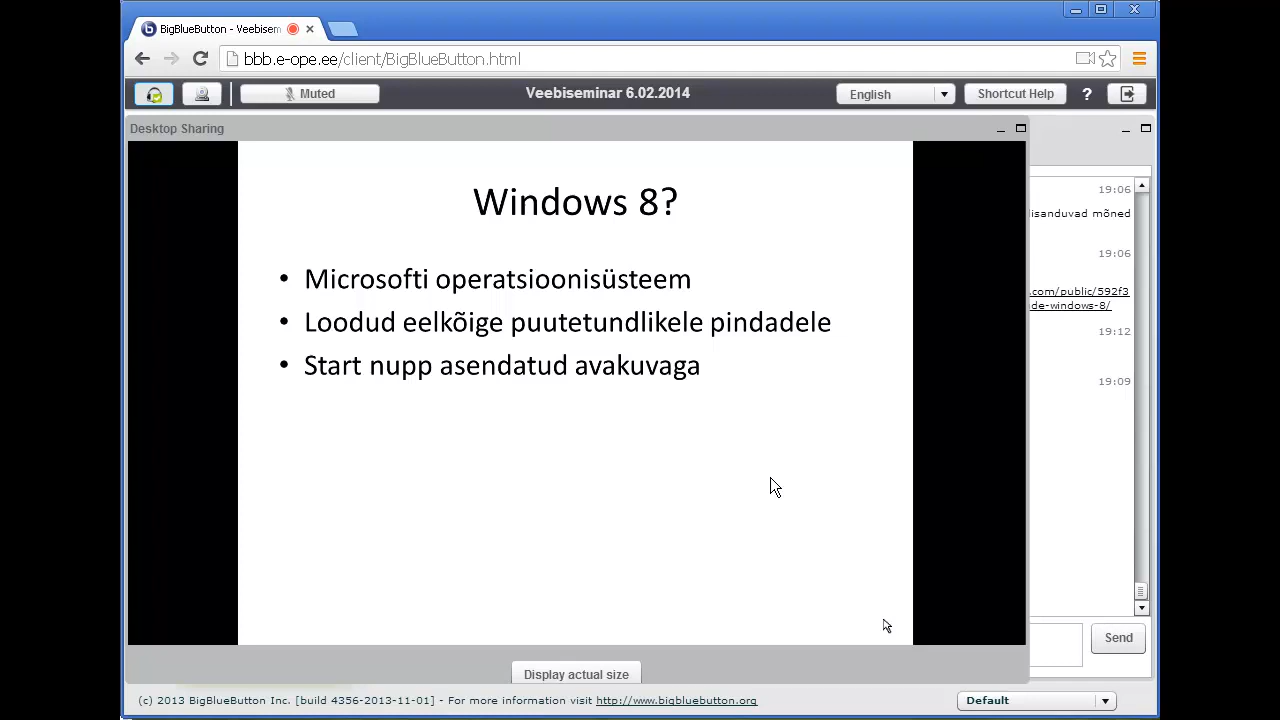 BigBlueButton - Veebisem
bbb.e-ope.ee/client/BigBlueButton.html
Muted
Veebiseminar 6.02.2014
English
Shortcut Help
?
Desktop Sharing
Windows 8?
• Microsofti operatsioonisüsteem
• Loodud eelkõige puutetundlikele pindadele
• Start nupp asendatud avakuvaga
19:06
lisanduvad mõned
19:06
.com/public/592f3
de-windows-8/
19:12
19:09
Send
Display actual size
(c) 2013 BigBlueButton Inc. [build 4356-2013-11-01] - For more information visit http://www.bigbluebutton.org
Default